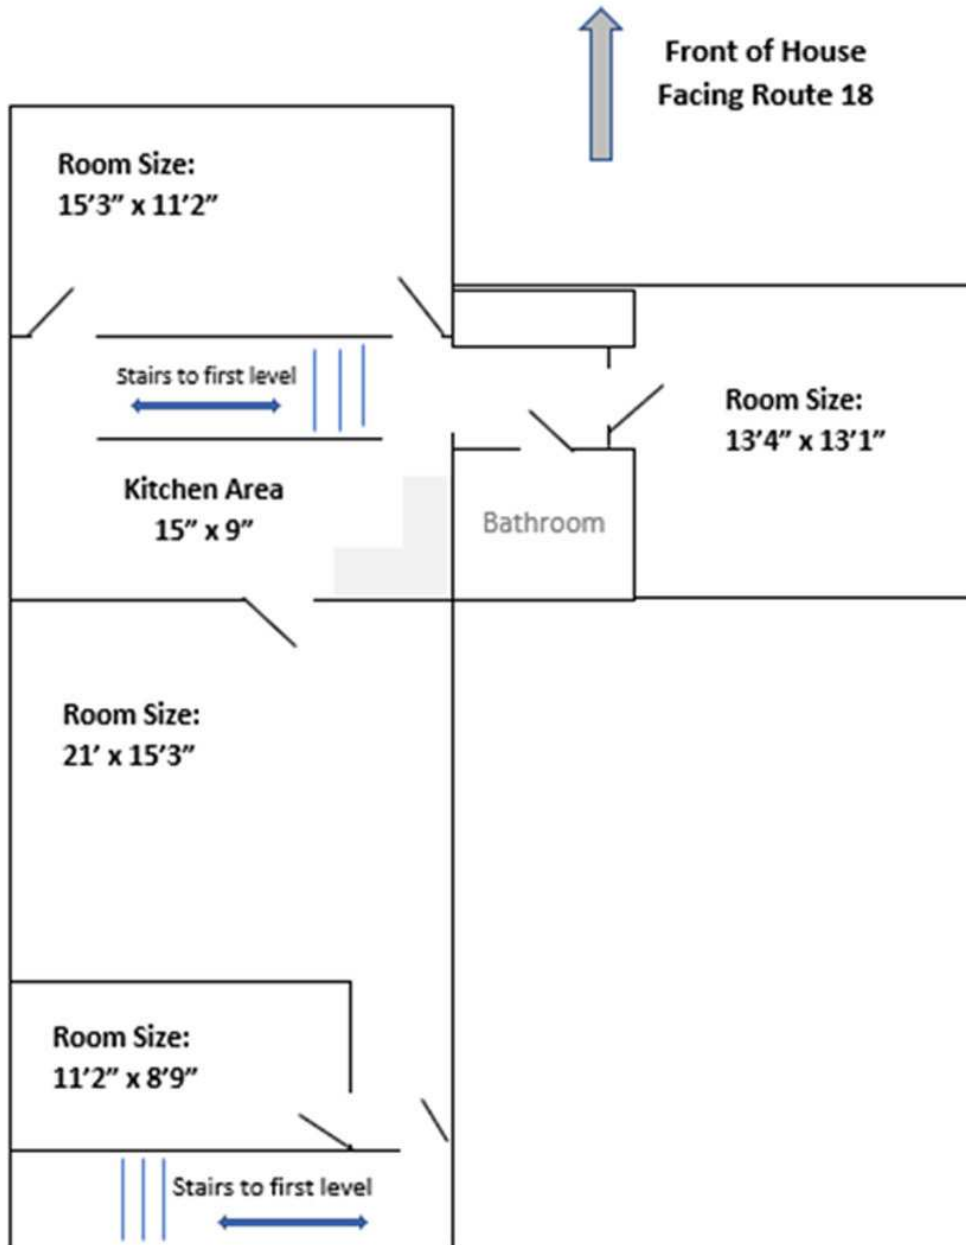 Front of House
Facing Route 18
Room Size:
15’3” x 11’2”
Stairs to first level
Room Size:
13’4” x 13’1”
Kitchen Area
15” x 9”
Bathroom
Room Size:
21’ x 15’3”
Room Size:
11’2” x 8’9”
Stairs to first level